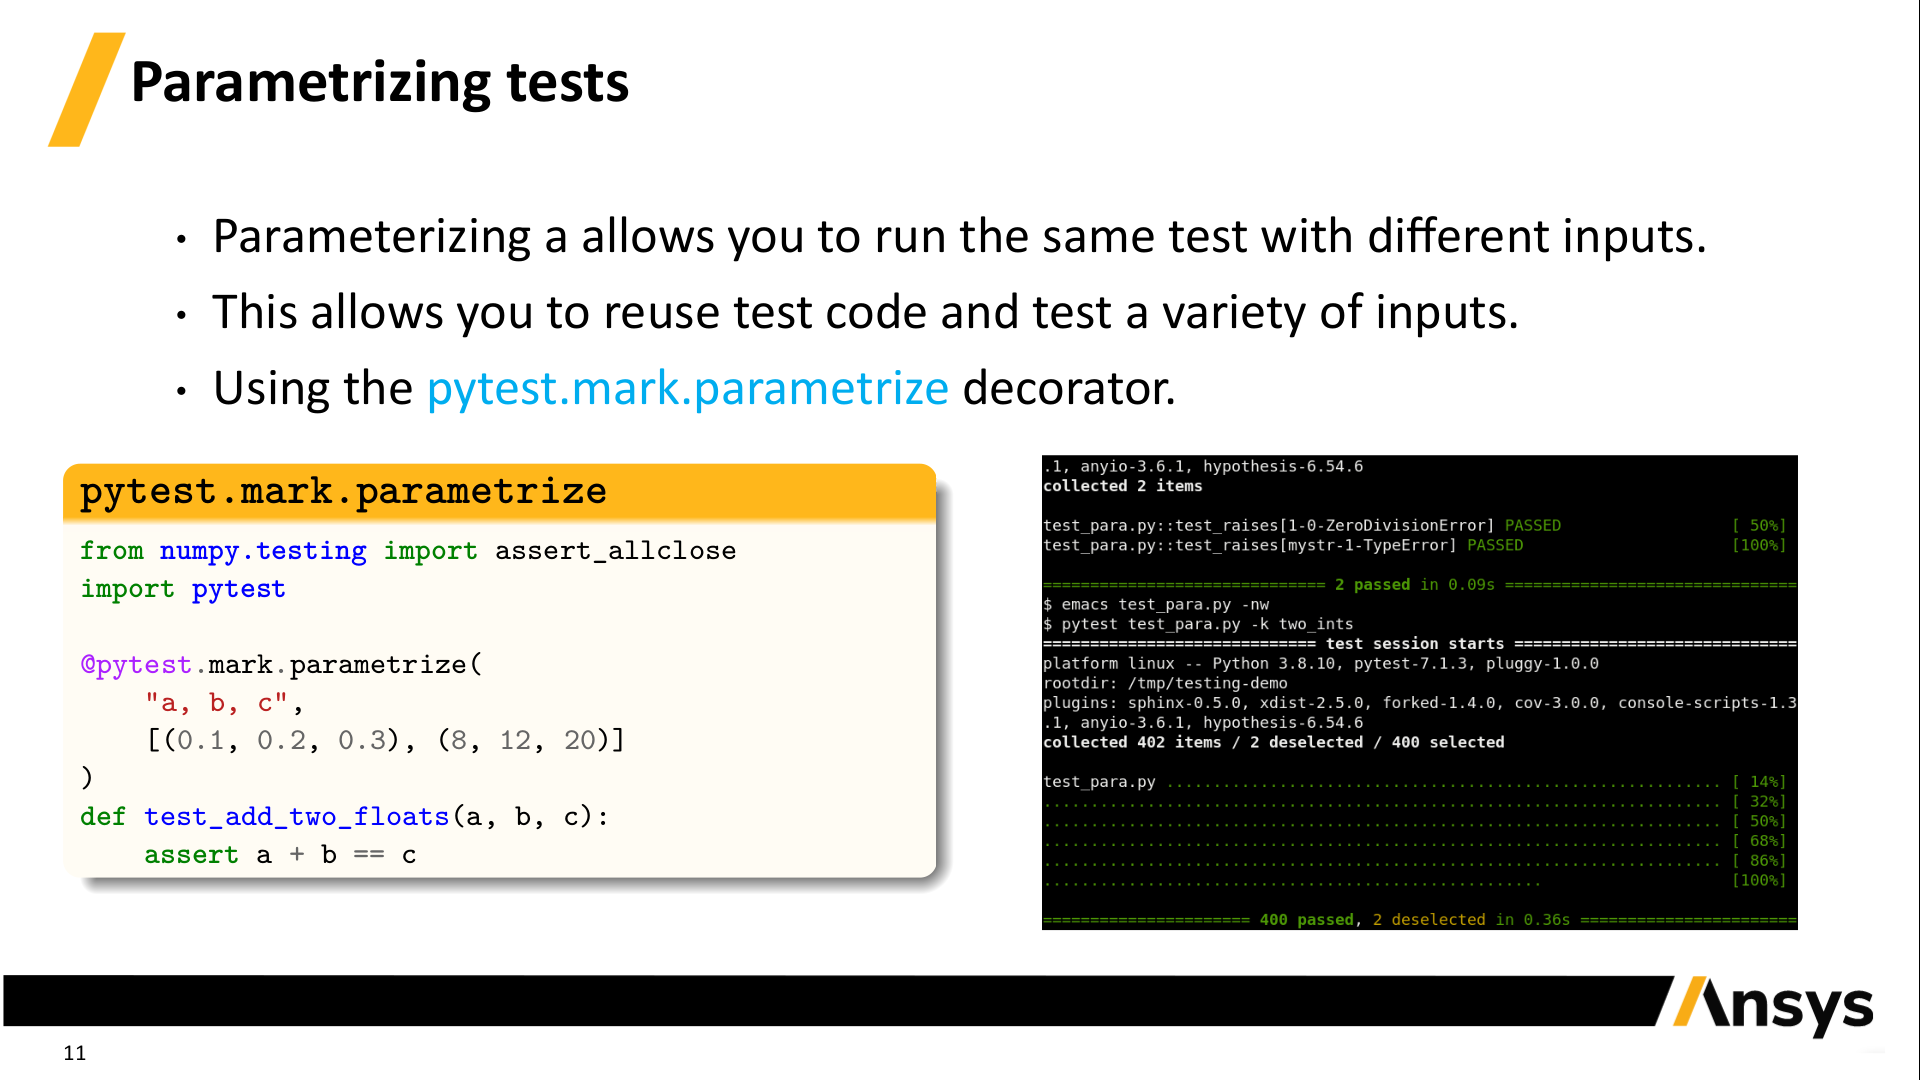 Parametrizing tests
• Parameterizing a allows you to run the same test with different inputs.
• This allows you to reuse test code and test a variety of inputs.
• Using the pytest.mark.parametrize decorator.
pytest.mark.parametrize
from numpy.testing import assert_allclose
import pytest
@pytest.mark.parametrize(
    "a, b, c",
    [(0.1, 0.2, 0.3), (8, 12, 20)]
)
def test_add_two_floats(a, b, c):
    assert a + b == c
.1, anyio-3.6.1, hypothesis-6.54.6
collected 2 items
test_para.py::test_raises[1-0-ZeroDivisionError] PASSED [ 50%]
test_para.py::test_raises[mystr-1-TypeError] PASSED [100%]
============================== 2 passed in 0.09s ===============================
$ emacs test_para.py -nw
$ pytest test_para.py -k two_ints
============================= test session starts ==============================
platform linux -- Python 3.8.10, pytest-7.1.3, pluggy-1.0.0
rootdir: /tmp/testing-demo
plugins: sphinx-0.5.0, xdist-2.5.0, forked-1.4.0, cov-3.0.0, console-scripts-1.3
.1, anyio-3.6.1, hypothesis-6.54.6
collected 402 items / 2 deselected / 400 selected
test_para.py ........................................................... [ 14%]
........................................................................ [ 32%]
........................................................................ [ 50%]
........................................................................ [ 68%]
........................................................................ [ 86%]
..................................................... [100%]
====================== 400 passed, 2 deselected in 0.36s =======================
Ansys
11